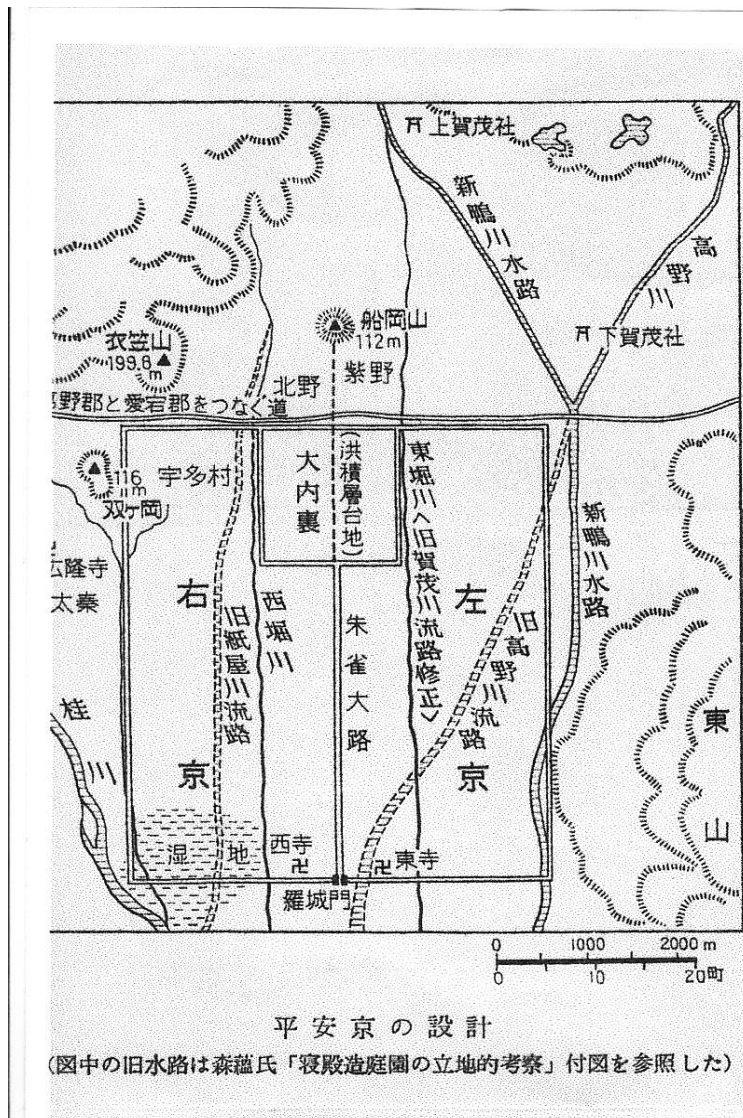 上賀茂社
新鴨川水路
高野川
船岡山
112m
衣笠山
199.8m
下賀茂社
紫野
北野
野郡と愛宕郡をつなぐ道
大内裏
(洪積層台地)
東堀川へ旧賀茂川流路修正〉
116m
双ケ岡
宇多村
広隆寺
太秦
右京
旧紙屋川流路
西堀川
朱雀大路
左京
旧高野川流路
新鴨川水路
東山
桂川
湿地
西寺
卍
卍東寺
羅城門
0 1000 2000m
0 10 20町
平安京の設計
(図中の旧水路は森蘊氏「寝殿造庭園の立地的考察」付図を参照した)